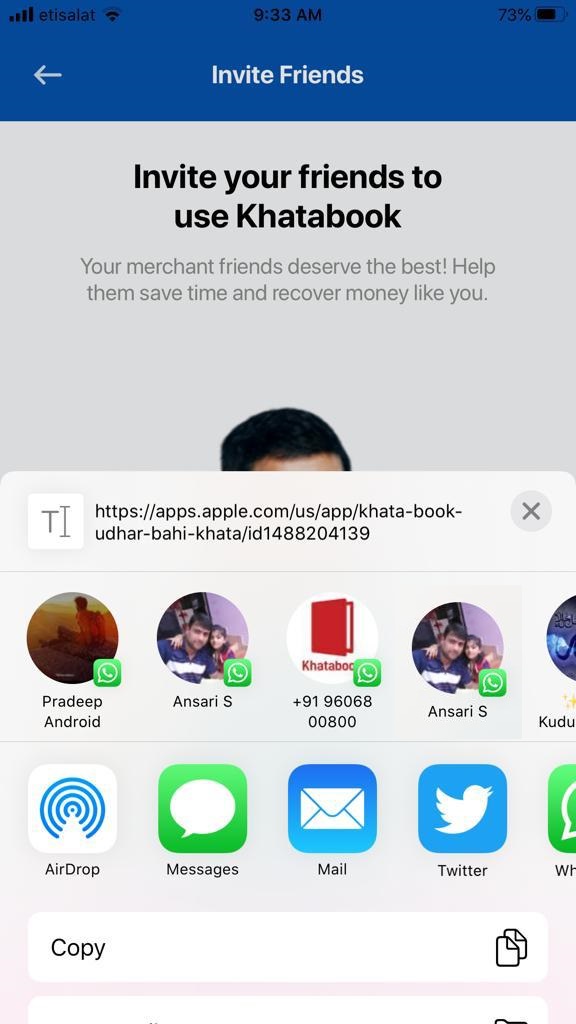 etisalat
9:33 AM
73%
Invite Friends
Invite your friends to
use Khatabook
Your merchant friends deserve the best! Help
them save time and recover money like you.
https://apps.apple.com/us/app/khata-book-
udhar-bahi-khata/id1488204139
Khataboo
Pradeep
Android
Ansari S
+91 96068
00800
Ansari S
Kudu
AirDrop
Messages
Mail
Twitter
Wh
Copy